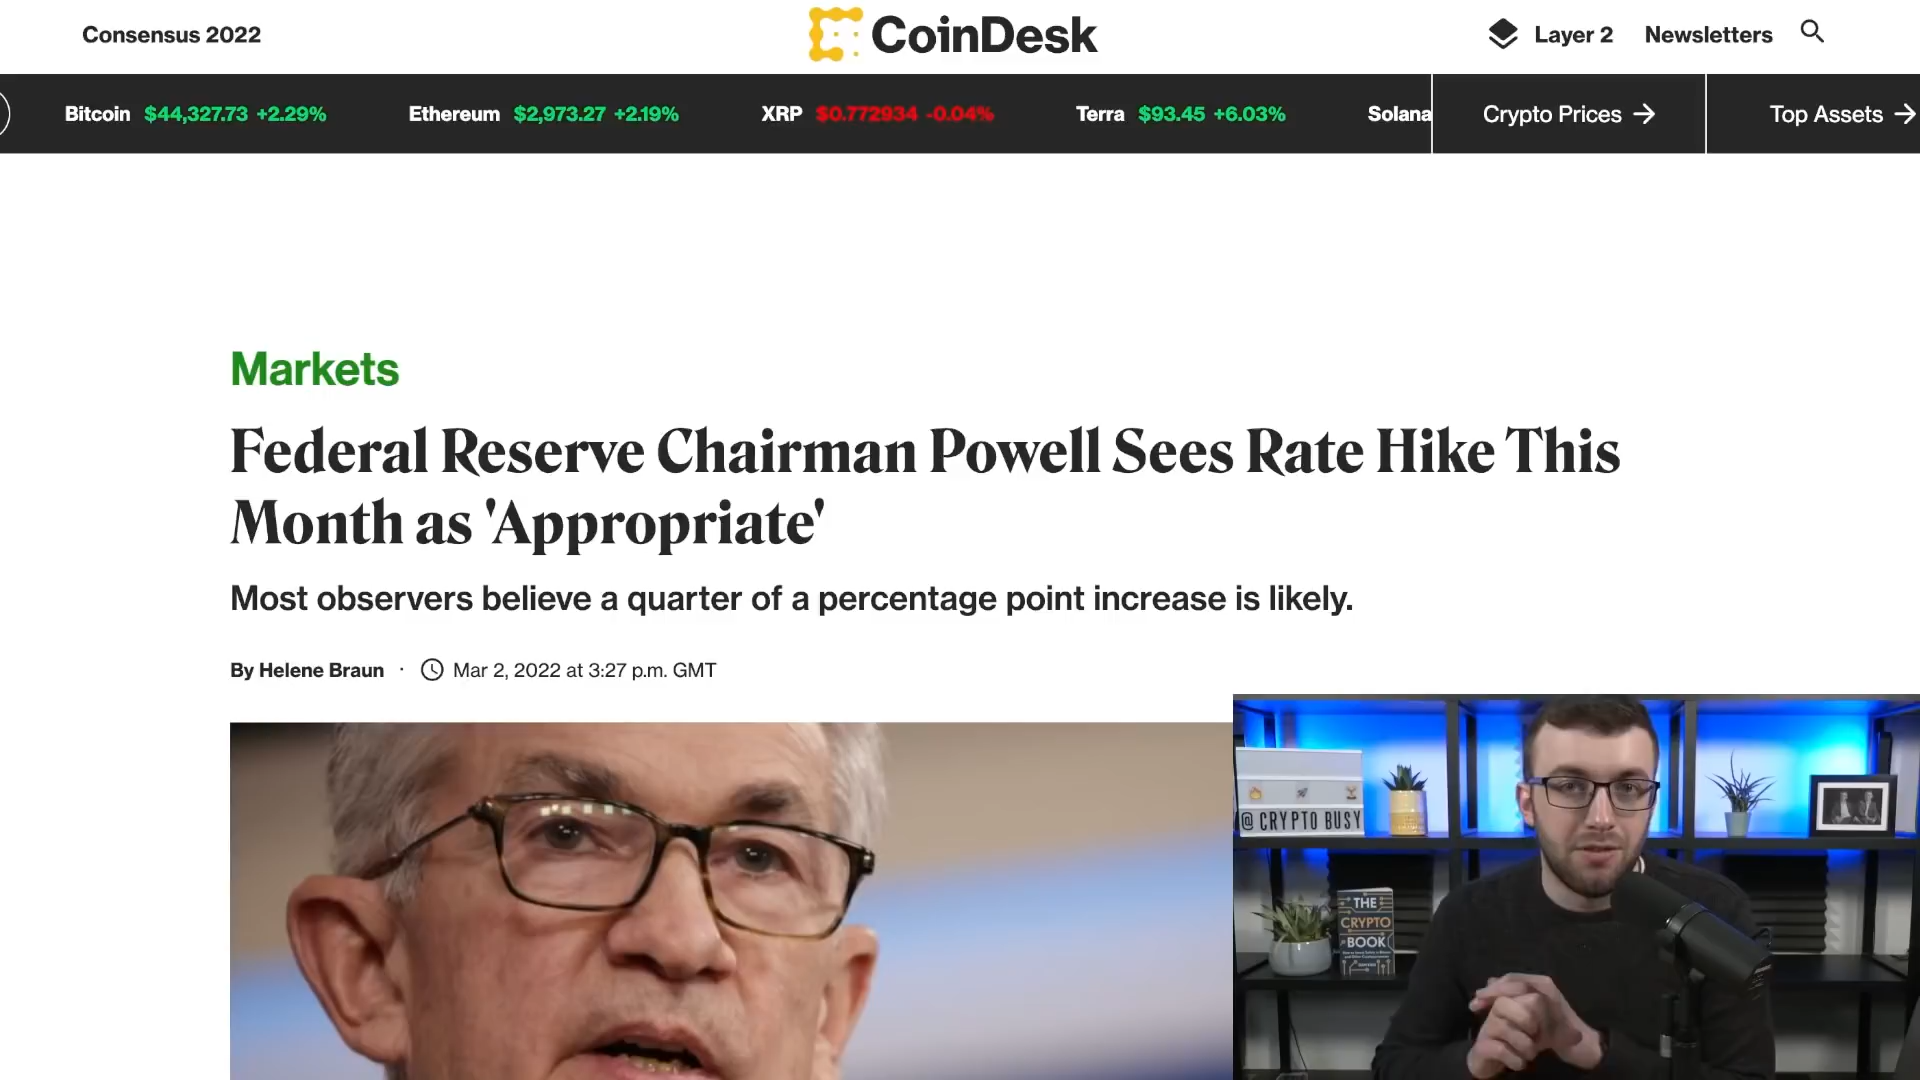 Consensus 2022
CoinDesk
Layer 2
Newsletters
Bitcoin $44,327.73 +2.29%
Ethereum $2,973.27 +2.19%
XRP $0.772934 -0.04%
Terra $93.45 +6.03%
Solana
Crypto Prices →
Top Assets →
Markets
Federal Reserve Chairman Powell Sees Rate Hike This
Month as 'Appropriate'
Most observers believe a quarter of a percentage point increase is likely.
By Helene Braun · Mar 2, 2022 at 3:27 p.m. GMT
@ CRYPTO BUSY
THE
CRYPTO
BOOK